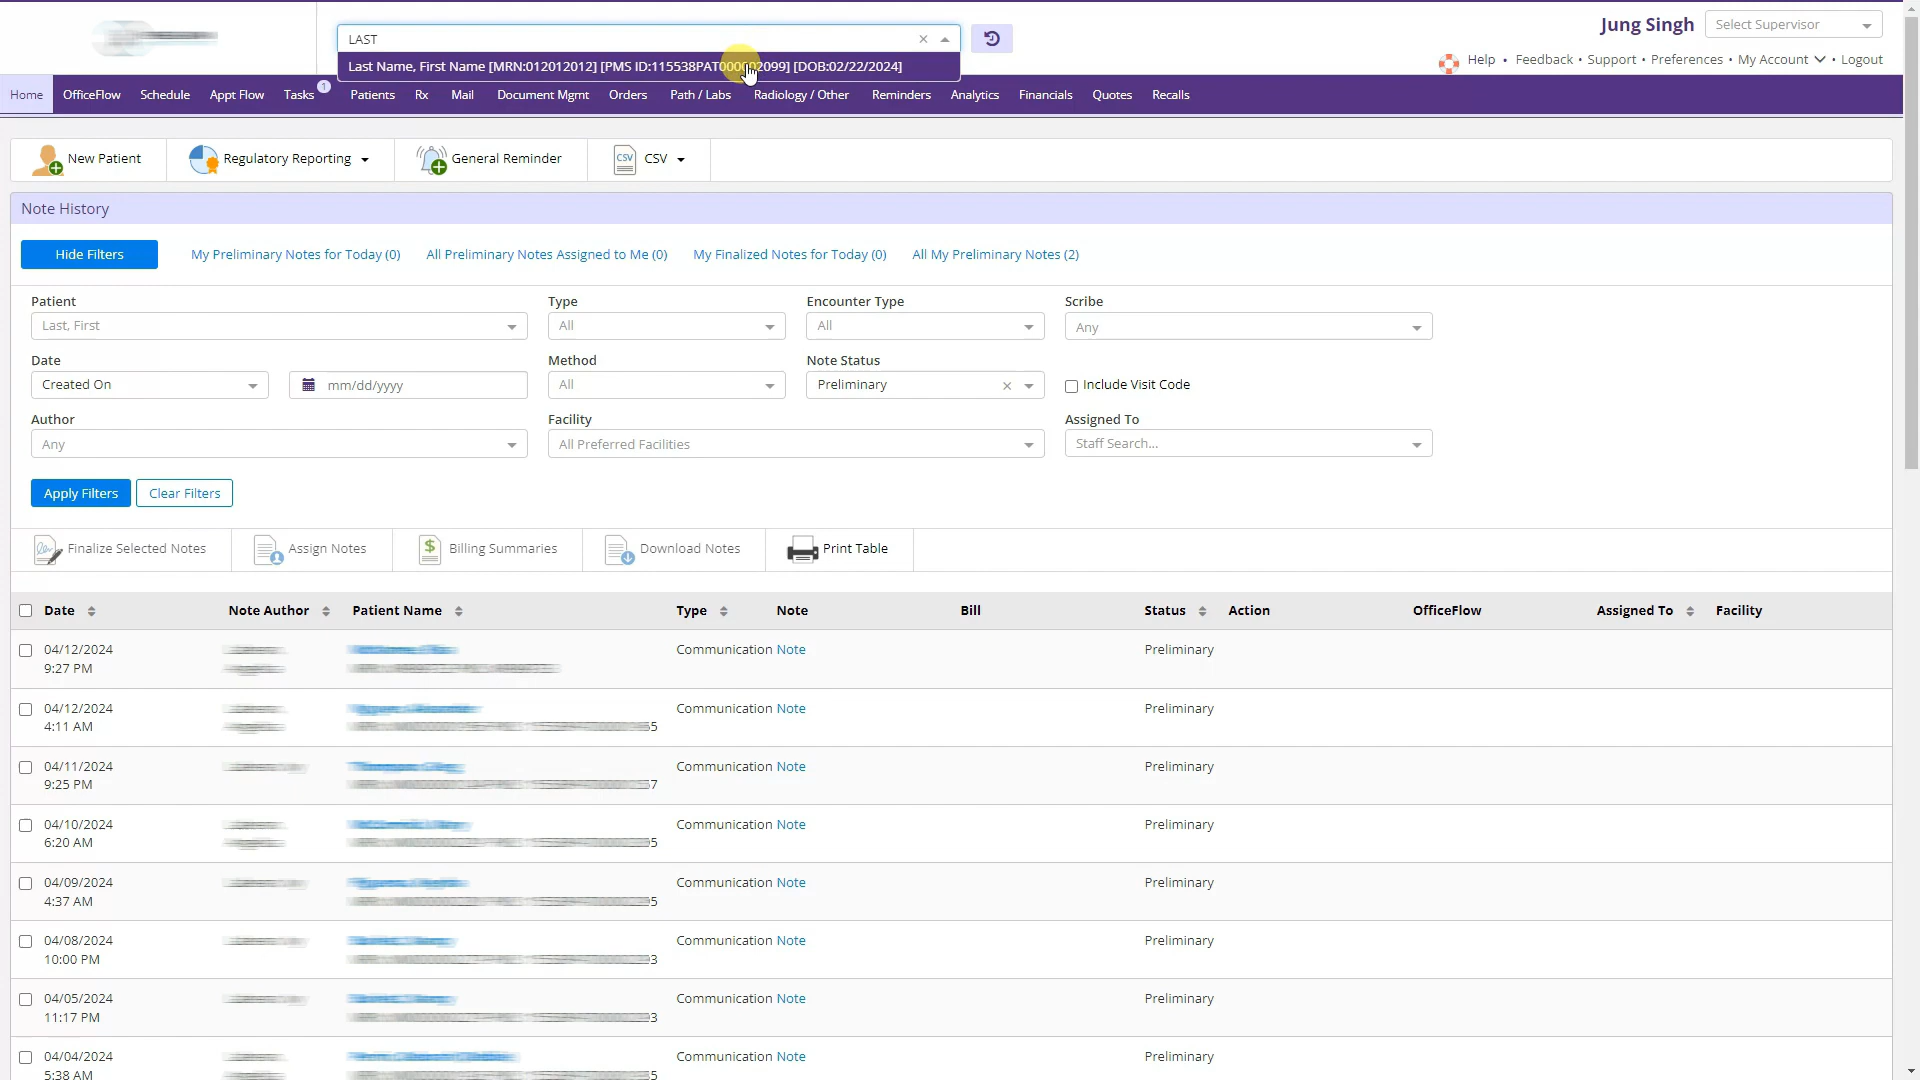 LAST
Last Name, First Name [MRN:012012012] [PMS ID:115538PAT000002099] [DOB:02/22/2024]
Jung Singh
Select Supervisor
Help • Feedback • Support • Preferences • My Account • Logout
Home OfficeFlow Schedule Appt Flow Tasks 1 Patients Rx Mail Document Mgmt Orders Path / Labs Radiology / Other Reminders Analytics Financials Quotes Recalls
New Patient Regulatory Reporting General Reminder CSV CSV
Note History
Hide Filters My Preliminary Notes for Today (0) All Preliminary Notes Assigned to Me (0) My Finalized Notes for Today (0) All My Preliminary Notes (2)
Patient Type Encounter Type Scribe
Last, First All All Any
Date Method Note Status
Created On mm/dd/yyyy All Preliminary Include Visit Code
Author Facility Assigned To
Any All Preferred Facilities Staff Search...
Apply Filters Clear Filters
Finalize Selected Notes Assign Notes Billing Summaries Download Notes Print Table
Date Note Author Patient Name Type Note Bill Status Action OfficeFlow Assigned To Facility
04/12/2024 Communication Note Preliminary
9:27 PM
04/12/2024 Communication Note Preliminary
4:11 AM 5
04/11/2024 Communication Note Preliminary
9:25 PM 7
04/10/2024 Communication Note Preliminary
6:20 AM 5
04/09/2024 Communication Note Preliminary
4:37 AM 5
04/08/2024 Communication Note Preliminary
10:00 PM 3
04/05/2024 Communication Note Preliminary
11:17 PM 3
04/04/2024 Communication Note Preliminary
5:38 AM 5